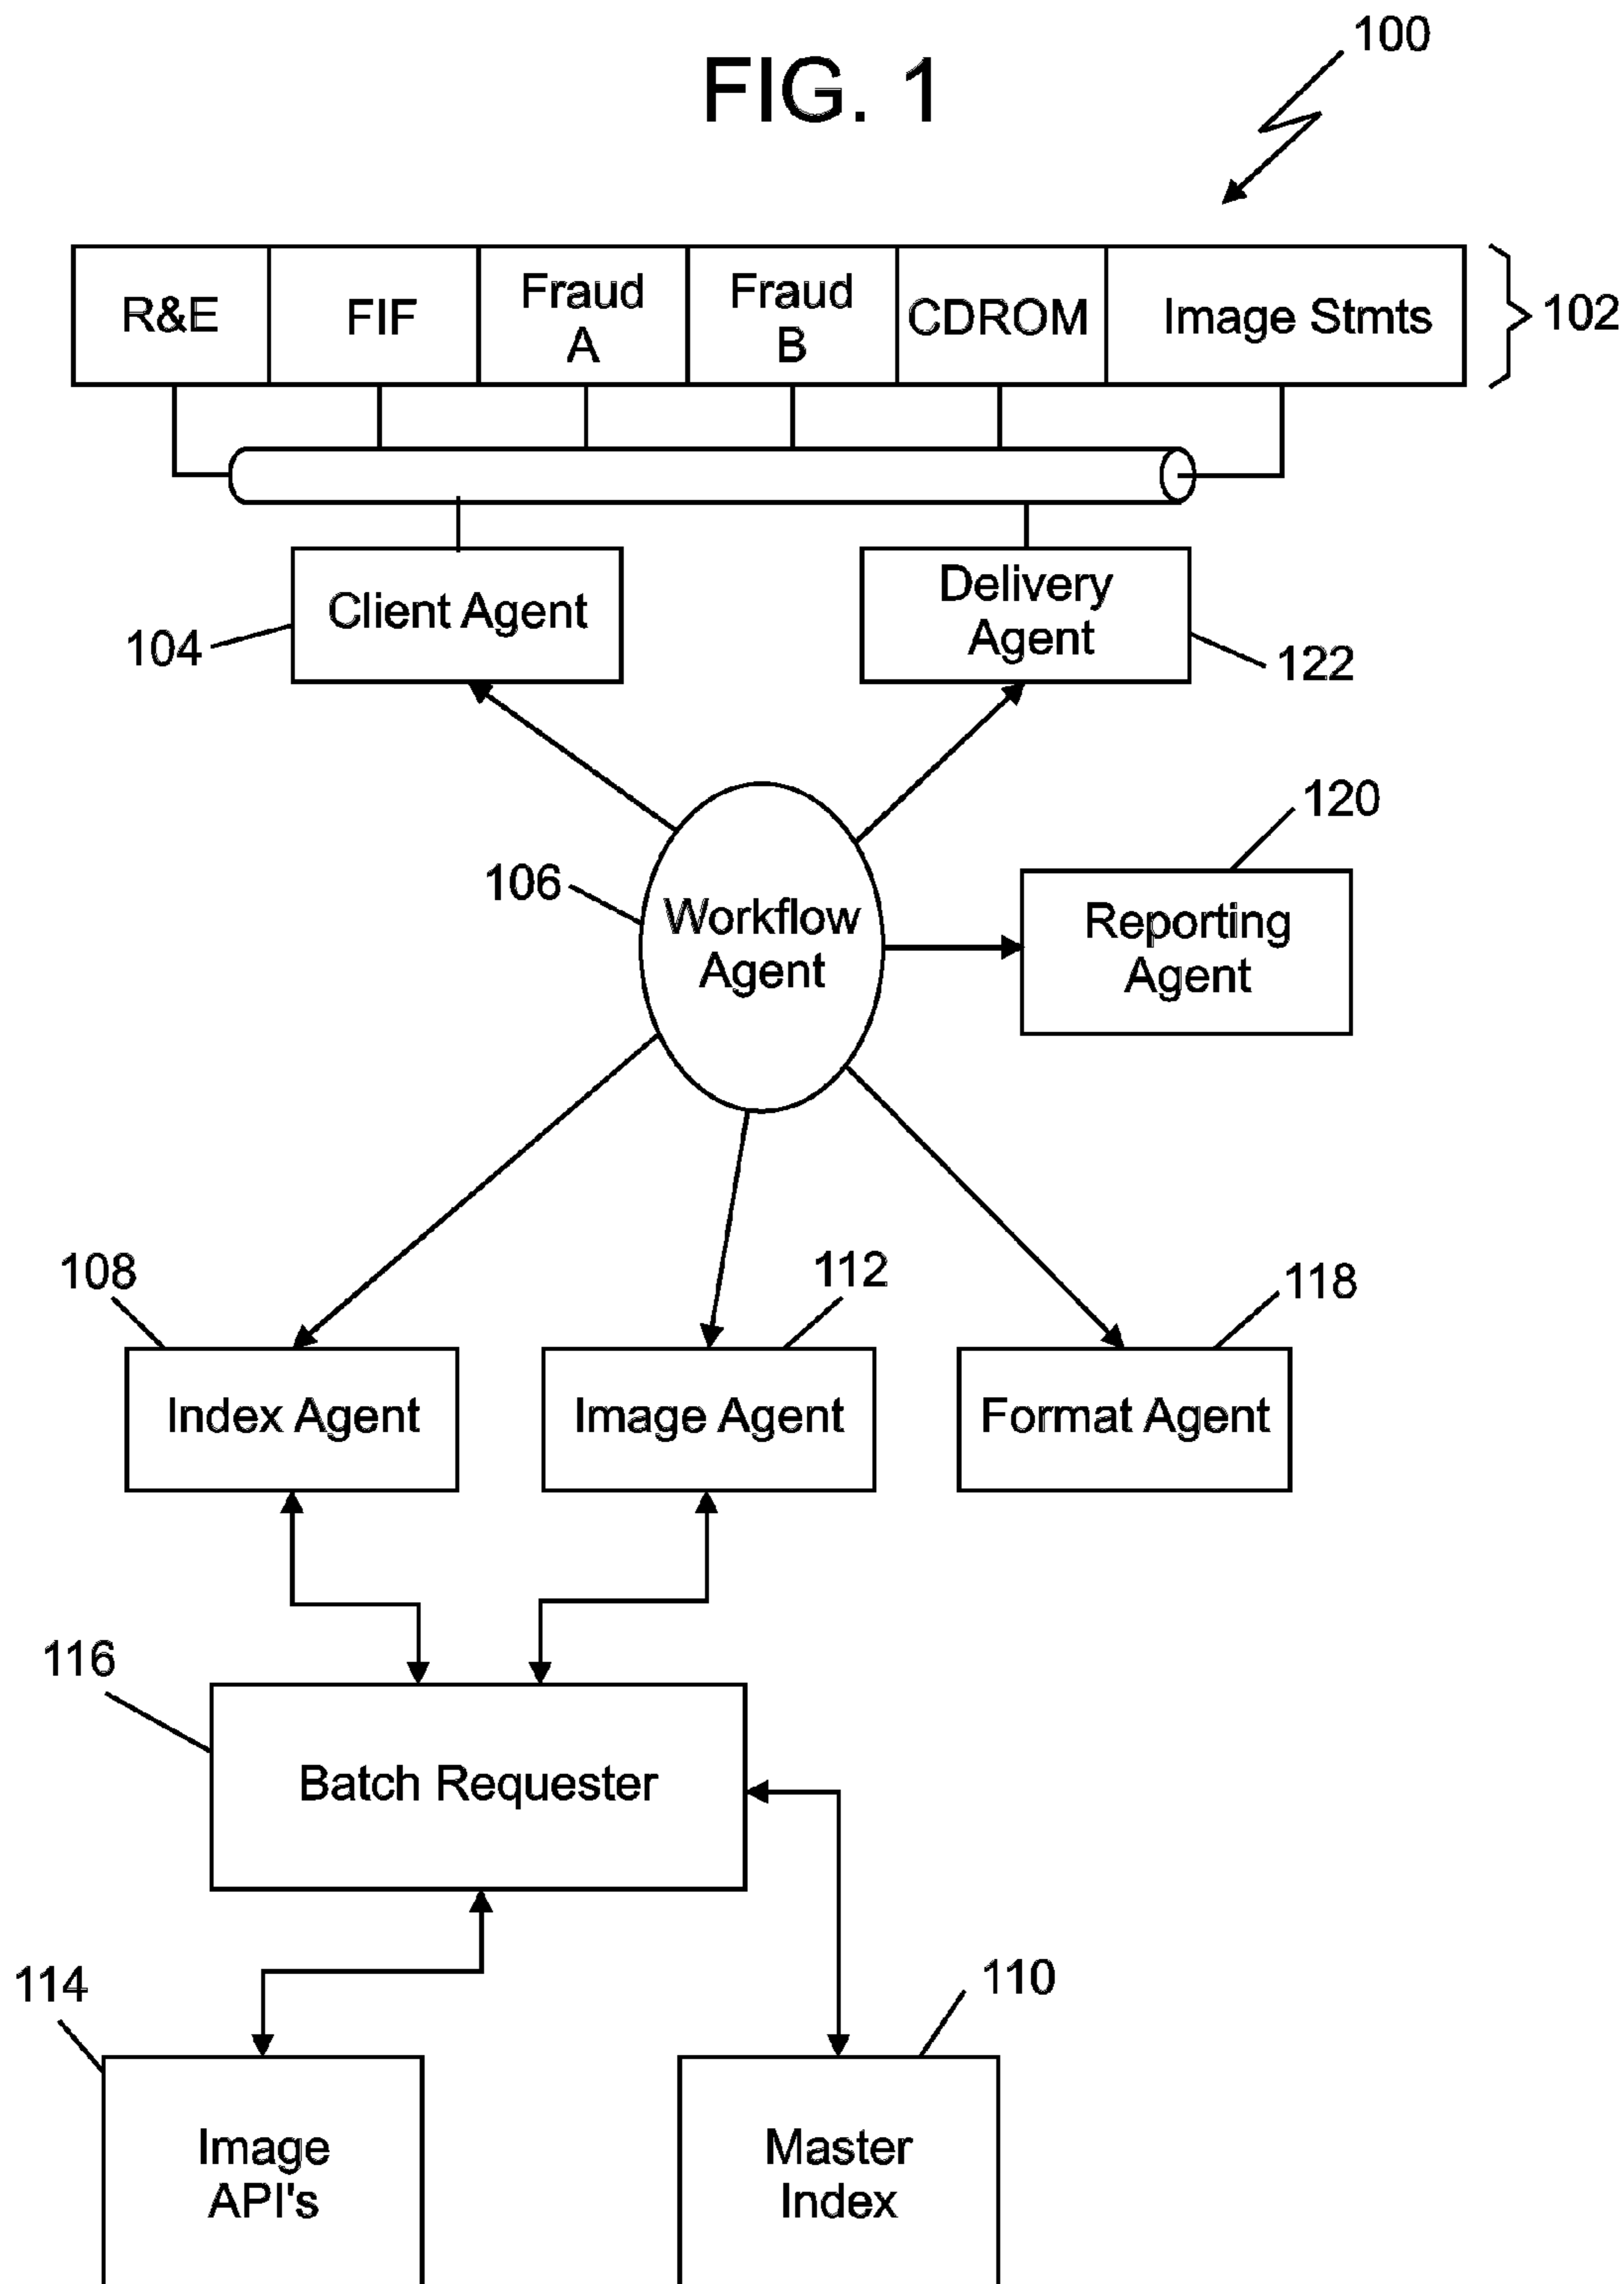 100
FIG. 1
R&E
FIF
Fraud
A
Fraud
B
CDROM
Image Stmts
102
Client Agent
104
Delivery
Agent
122
120
106
Workflow
Agent
Reporting
Agent
108
112
118
Index Agent
Image Agent
Format Agent
116
Batch Requester
114
110
Image
API's
Master
Index